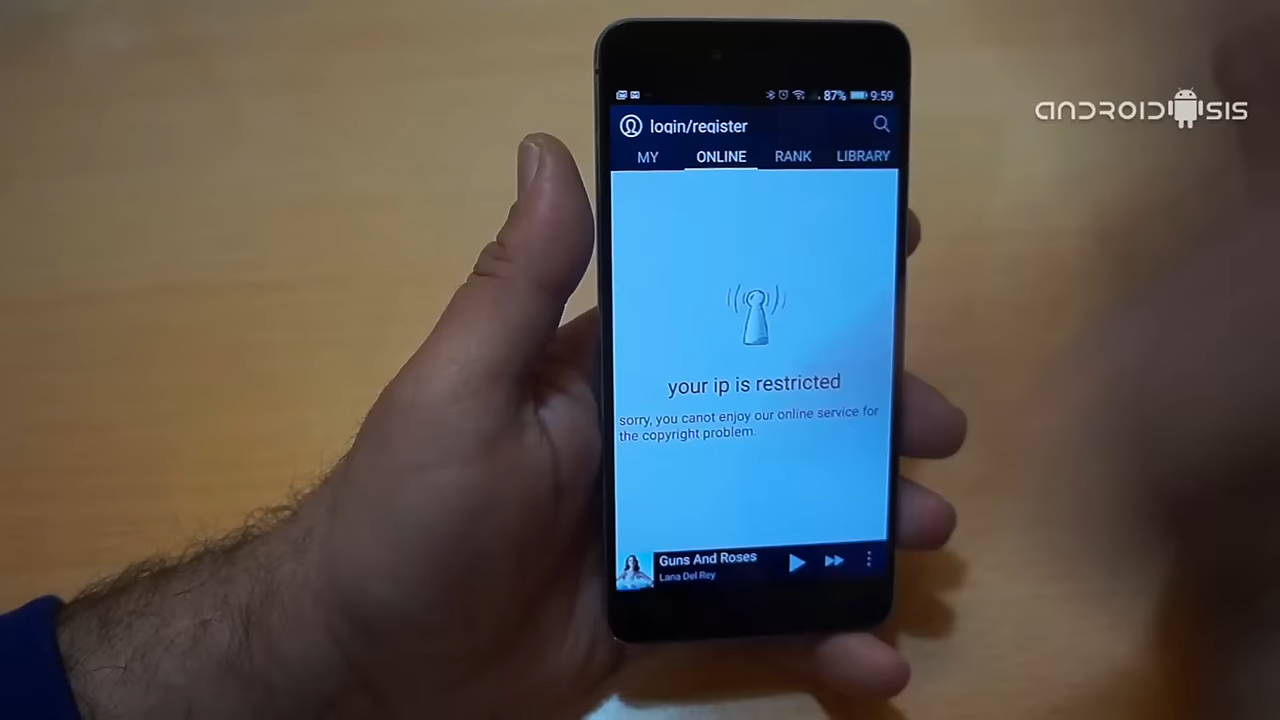 87% 9:59
ANDROIDSIS
login/register
MY ONLINE RANK LIBRARY
your ip is restricted
sorry, you canot enjoy our online service for
the copyright problem.
Guns And Roses
Lana Del Rey